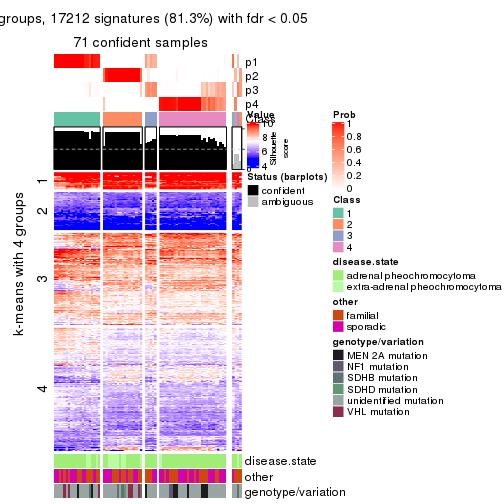 groups, 17212 signatures (81.3%) with fdr < 0.05
71 confident samples
p1
p2
p3
p4
Class
k-means with 4 groups
1
2
3
4
Value
10
8
6
4
Silhouette score
Status (barplots)
confident
ambiguous
Prob
1
0.8
0.6
0.4
0.2
0
Class
1
2
3
4
disease.state
adrenal pheochromocytoma
extra-adrenal pheochromocytoma
other
familial
sporadic
genotype/variation
MEN 2A mutation
NF1 mutation
SDHB mutation
SDHD mutation
unidentified mutation
VHL mutation
disease.state
other
genotype/variation